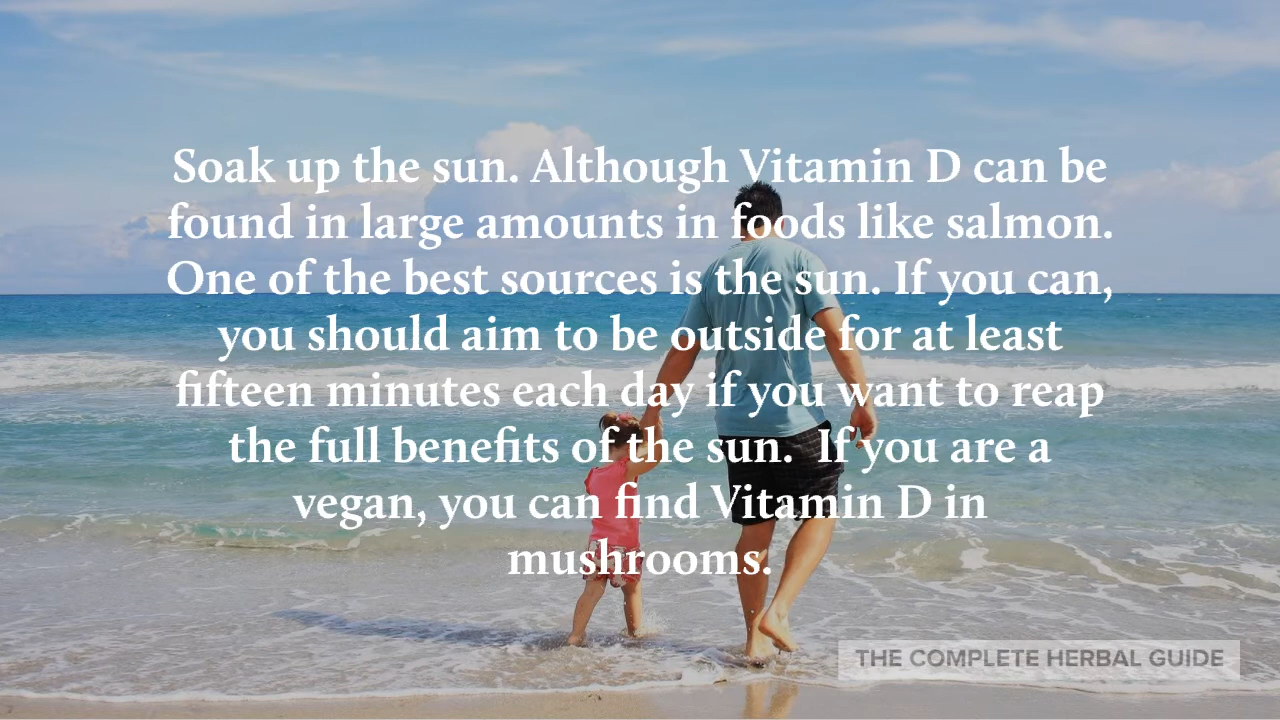 Soak up the sun. Although Vitamin D can be
found in large amounts in foods like salmon.
One of the best sources is the sun. If you can,
you should aim to be outside for at least
fifteen minutes each day if you want to reap
the full benefits of the sun.  If you are a
vegan, you can find Vitamin D in
mushrooms.
THE COMPLETE HERBAL GUIDE